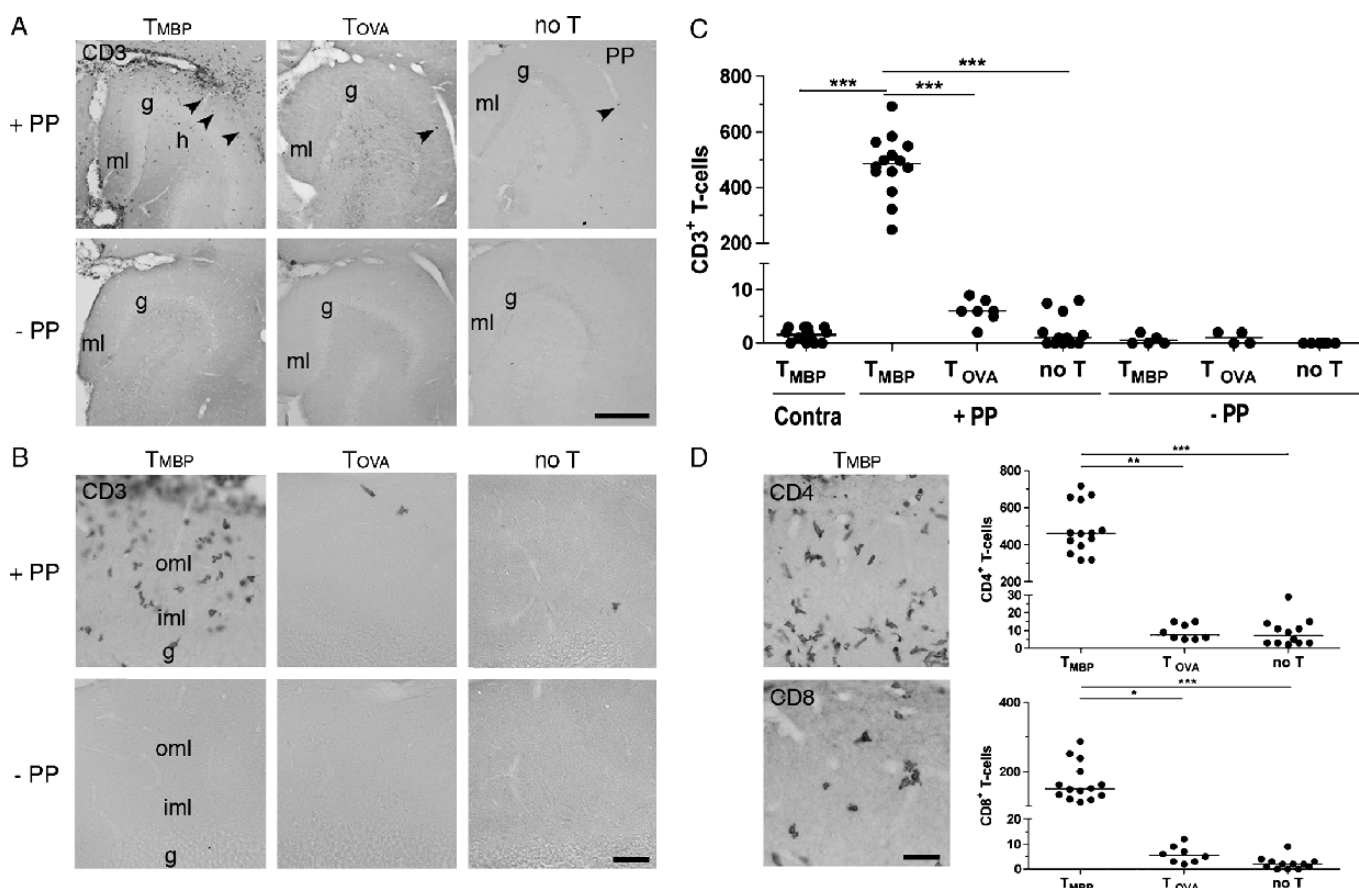 A
TMBP
TOVA
no T
CD3
g
h
ml
g
ml
PP
g
ml
+ PP
g
ml
g
ml
g
ml
- PP
B
TMBP
TOVA
no T
CD3
oml
iml
g
+ PP
oml
iml
g
- PP
C
CD3+ T-cells
800
600
400
200
10
0
***
***
***
TMBP
TMBP
TOVA
no T
TMBP
TOVA
no T
Contra
+ PP
- PP
D
TMBP
CD4
CD8
CD4+ T-cells
800
600
400
200
30
20
10
0
***
**
TMBP
TOVA
no T
CD8+ T-cells
400
200
20
10
0
***
*
TMBP
TOVA
no T